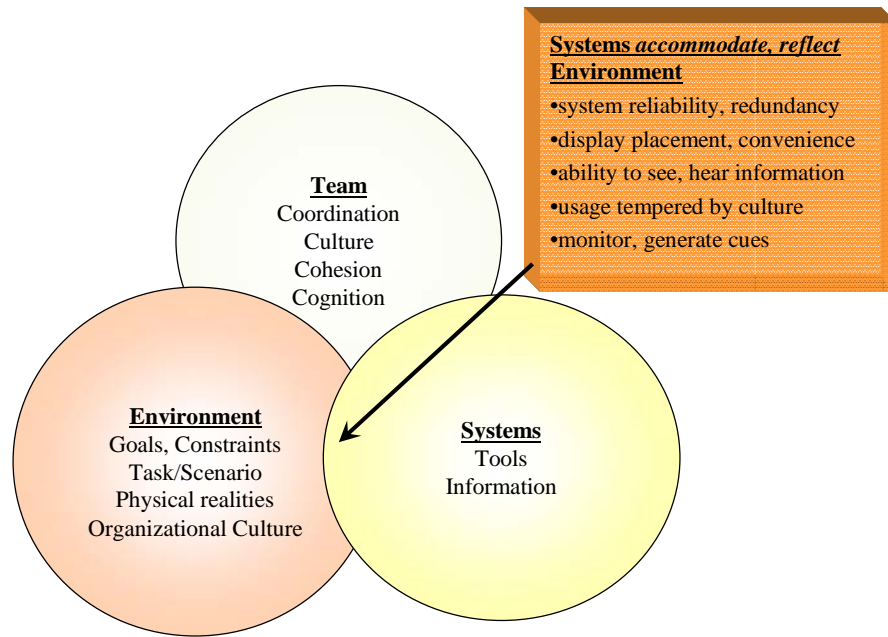 Systems accommodate, reflect
Environment
•system reliability, redundancy
•display placement, convenience
•ability to see, hear information
•usage tempered by culture
•monitor, generate cues
Team
Coordination
Culture
Cohesion
Cognition
Environment
Goals, Constraints
Task/Scenario
Physical realities
Organizational Culture
Systems
Tools
Information